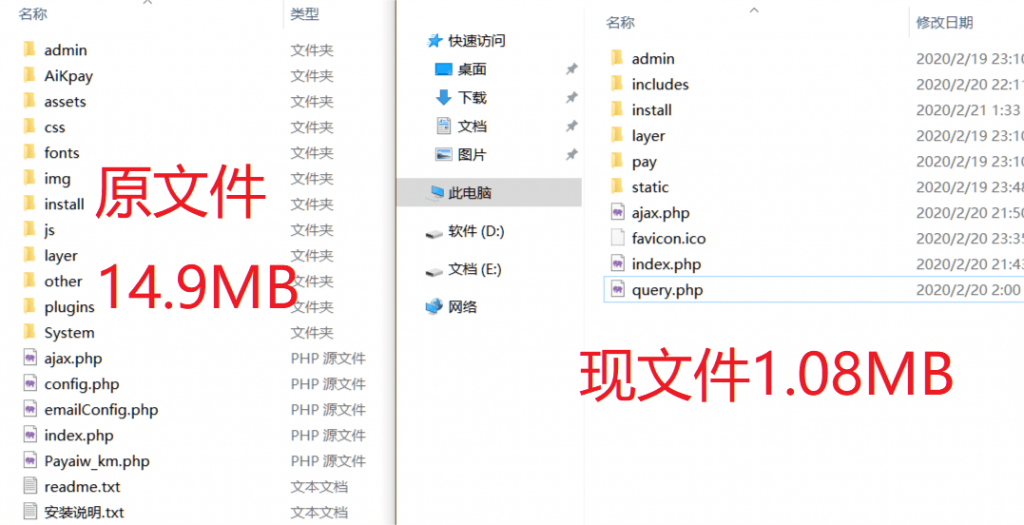 名称 类型
admin 文件夹
AiKpay 文件夹
assets 文件夹
css 文件夹
fonts 文件夹
img 文件夹
install 文件夹
js 文件夹
layer 文件夹
other 文件夹
plugins 文件夹
System 文件夹
ajax.php PHP 源文件
config.php PHP 源文件
emailConfig.php PHP 源文件
index.php PHP 源文件
Payaiw_km.php PHP 源文件
readme.txt 文本文档
安装说明.txt 文本文档
原文件
14.9MB
快速访问
桌面
下载
文档
图片
此电脑
软件 (D:)
文档 (E:)
网络
名称 修改日期
admin 2020/2/19 23:10
includes 2020/2/20 22:11
install 2020/2/21 1:33
layer 2020/2/19 23:10
pay 2020/2/19 23:10
static 2020/2/19 23:48
ajax.php 2020/2/20 21:50
favicon.ico 2020/2/20 23:35
index.php 2020/2/20 21:43
query.php 2020/2/20 2:00
现文件1.08MB